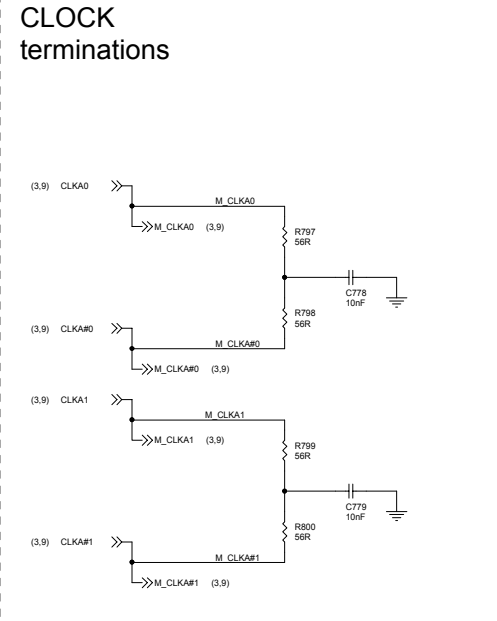 CLOCK
terminations
(3,9) CLKA0
M_CLKA0
M_CLKA0 (3,9)
R797
56R
C778
10nF
R798
56R
(3,9) CLKA#0
M_CLKA#0
M_CLKA#0 (3,9)
(3,9) CLKA1
M_CLKA1
M_CLKA1 (3,9)
R799
56R
C779
10nF
R800
56R
(3,9) CLKA#1
M_CLKA#1
M_CLKA#1 (3,9)